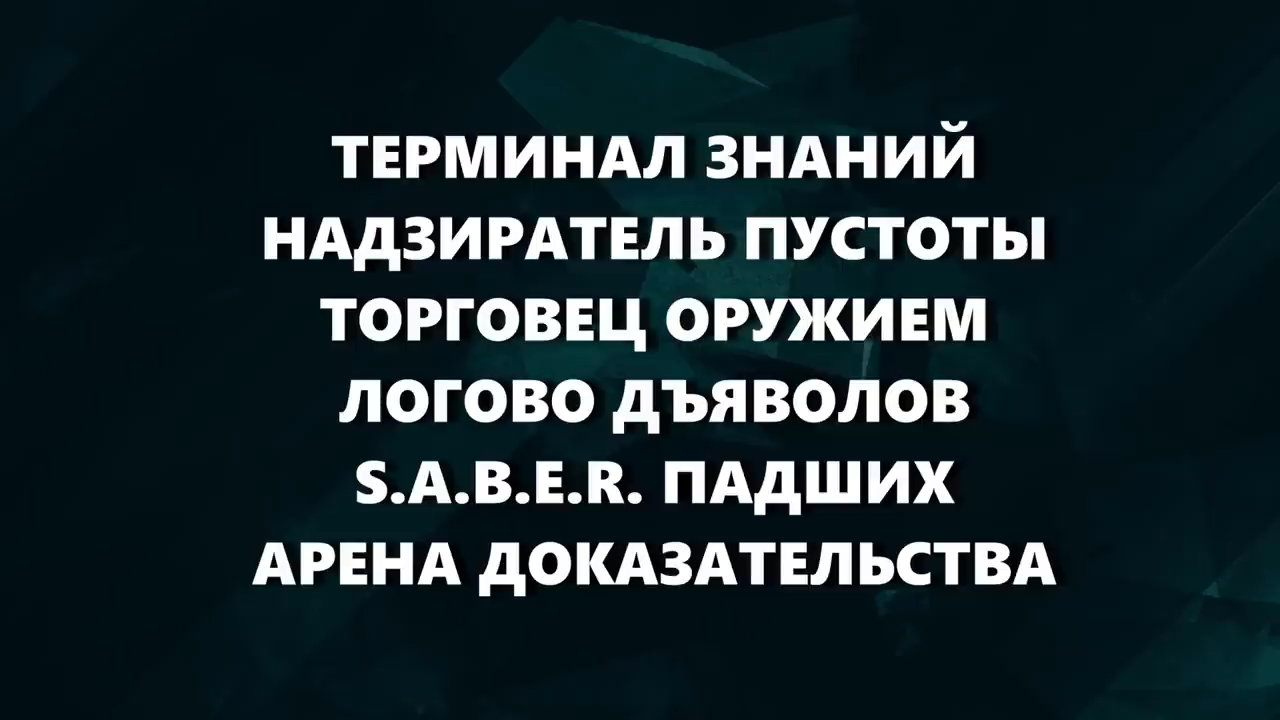 ТЕРМИНАЛ ЗНАНИЙ
НАДЗИРАТЕЛЬ ПУСТОТЫ
ТОРГОВЕЦ ОРУЖИЕМ
ЛОГОВО ДЪЯВОЛОВ
S.A.B.E.R. ПАДШИХ
АРЕНА ДОКАЗАТЕЛЬСТВА